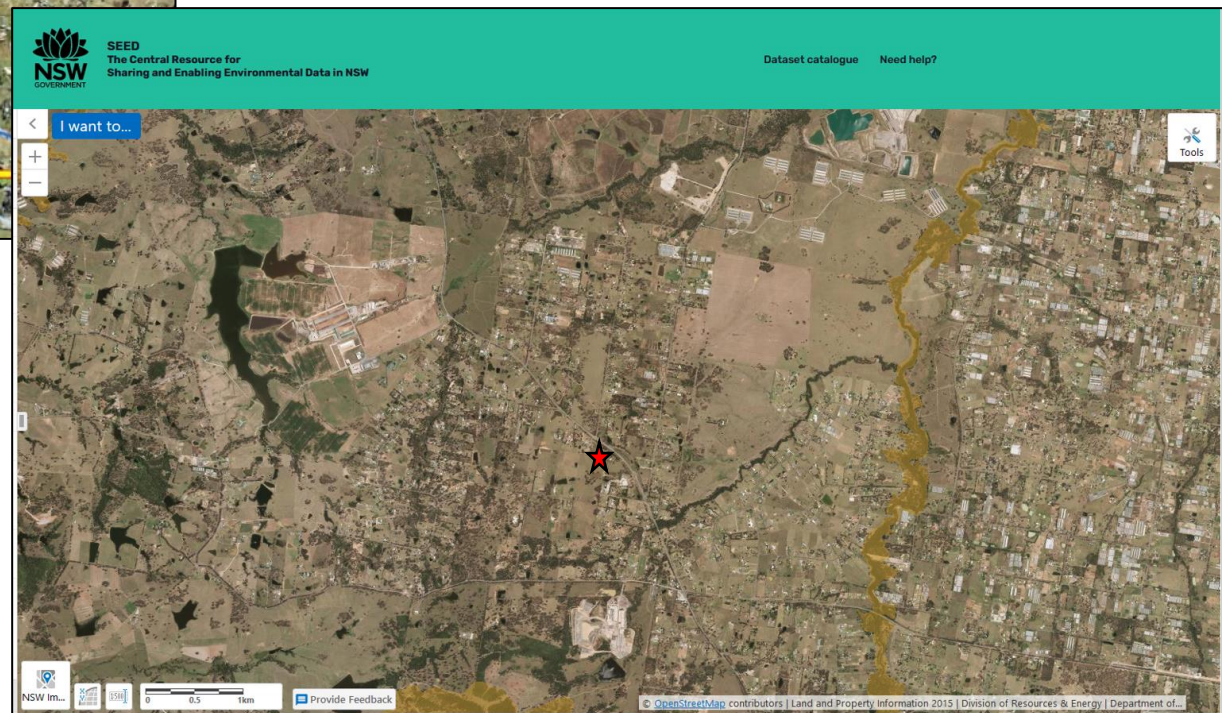 NSW
GOVERNMENT
SEED
The Central Resource for
Sharing and Enabling Environmental Data in NSW
Dataset catalogue Need help?
I want to...
Tools
NSW Im...
0 0.5 1km
Provide Feedback
© OpenStreetMap contributors | Land and Property Information 2015 | Division of Resources & Energy | Department of...